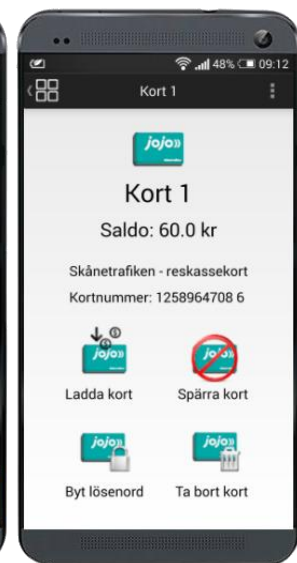 48% 09:12
Kort 1
jojo
Kort 1
Saldo: 60.0 kr
Skånetrafiken - reskassekort
Kortnummer: 1258964708 6
jojo
jojo
Ladda kort
Spärra kort
jojo
jojo
Byt lösenord
Ta bort kort